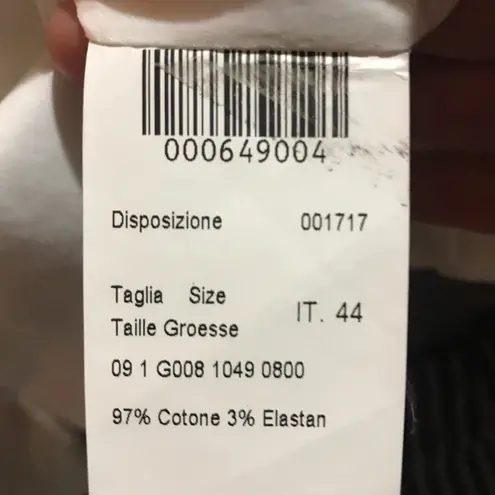 000649004
Disposizione 001717
Taglia Size
Taille Groesse IT. 44
09 1 G008 1049 0800
97% Cotone 3% Elastan